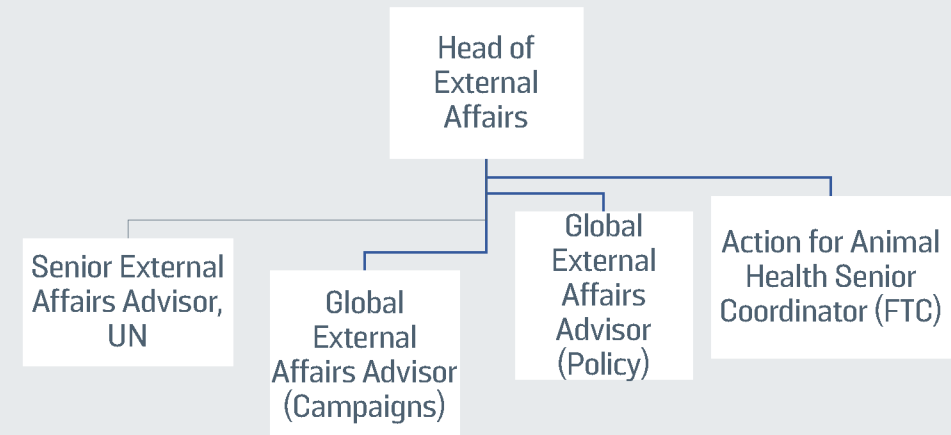 Head of
External
Affairs
Senior External
Affairs Advisor,
UN
Global
External
Affairs Advisor
(Campaigns)
Global
External
Affairs
Advisor
(Policy)
Action for Animal
Health Senior
Coordinator (FTC)